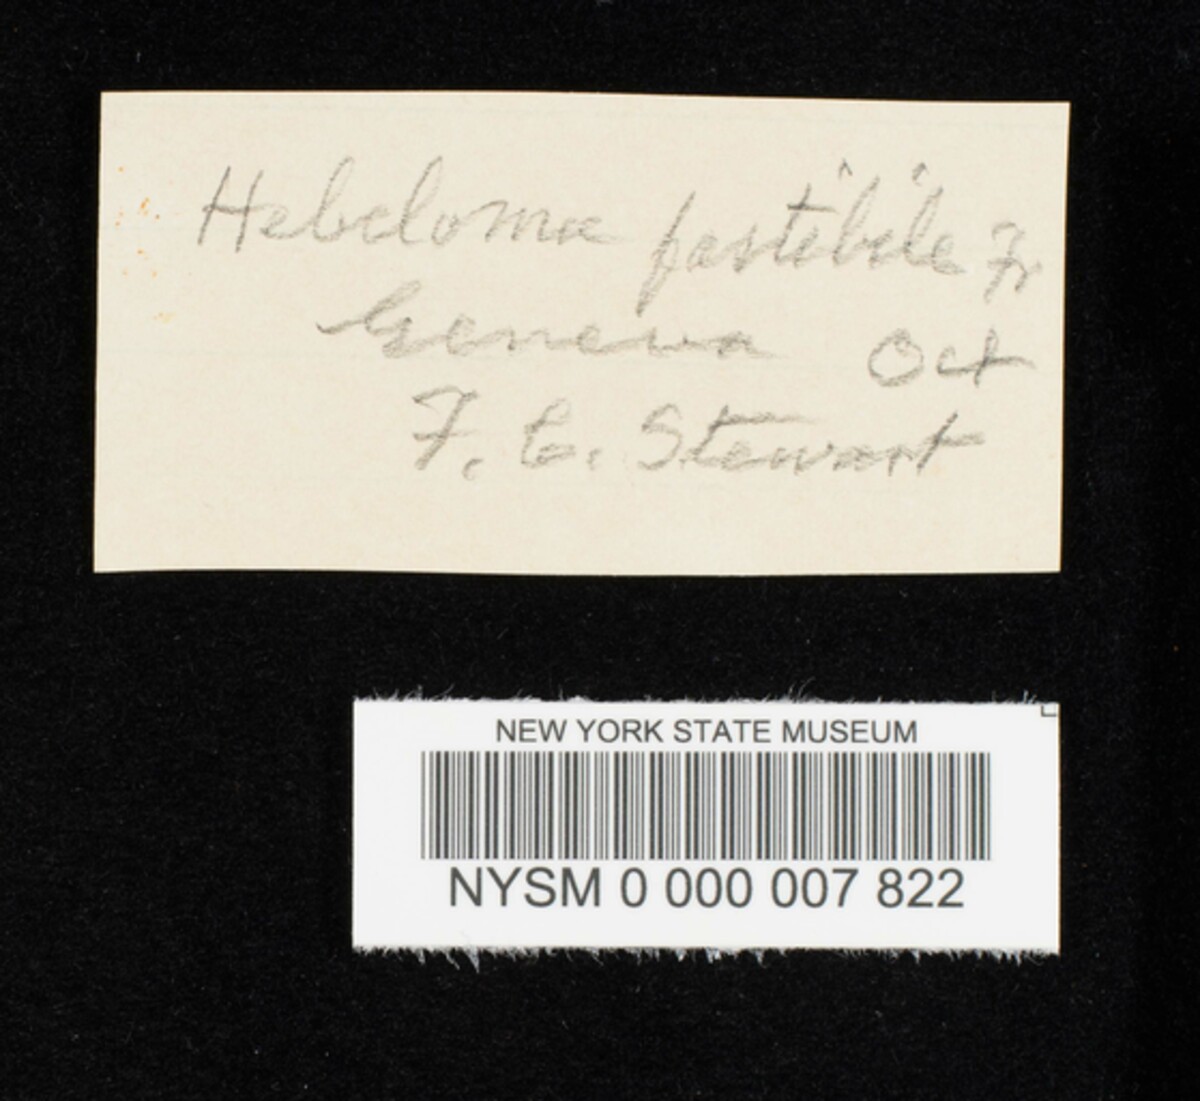 Hebeloma fastibile Fr
Geneva Oct
F. C. Stewart
NEW YORK STATE MUSEUM
NYSM 0 000 007 822